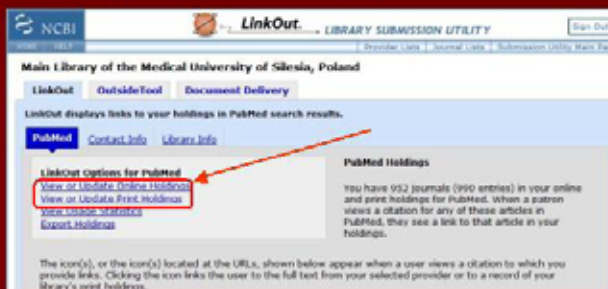 NCBI
LinkOut. LIBRARY SUBMISSION UTILITY
Sign Out
HOME HELP
Provider Lists | Journal Lists | Submission Utility Main
Main Library of the Medical University of Silesia, Poland
LinkOut OutsideTool Document Delivery
LinkOut displays links to your holdings in PubMed search results.
PubMed Contact Info Library Info
LinkOut Options for PubMed
View or Update Online Holdings
View or Update Print Holdings
View Usage Statistics
Export Holdings
PubMed Holdings
You have 952 journals (990 entries) in your online
and print holdings for PubMed. When a patron
views a citation for any of these articles in
PubMed, they see a link to that article in your
holdings.
The icon(s), or the icon(s) located at the URLs, shown below appear when a user views a citation to which you
provide links. Clicking the icon links the user to the full text from your selected provider or to a record of your
library's print holdings.